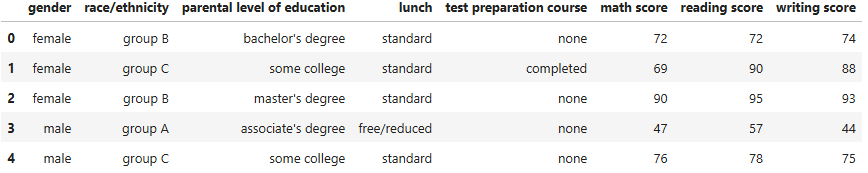 gender race/ethnicity parental level of education lunch test preparation course math score reading score writing score
0 female group B bachelor's degree standard none 72 72 74
1 female group C some college standard completed 69 90 88
2 female group B master's degree standard none 90 95 93
3 male group A associate's degree free/reduced none 47 57 44
4 male group C some college standard none 76 78 75